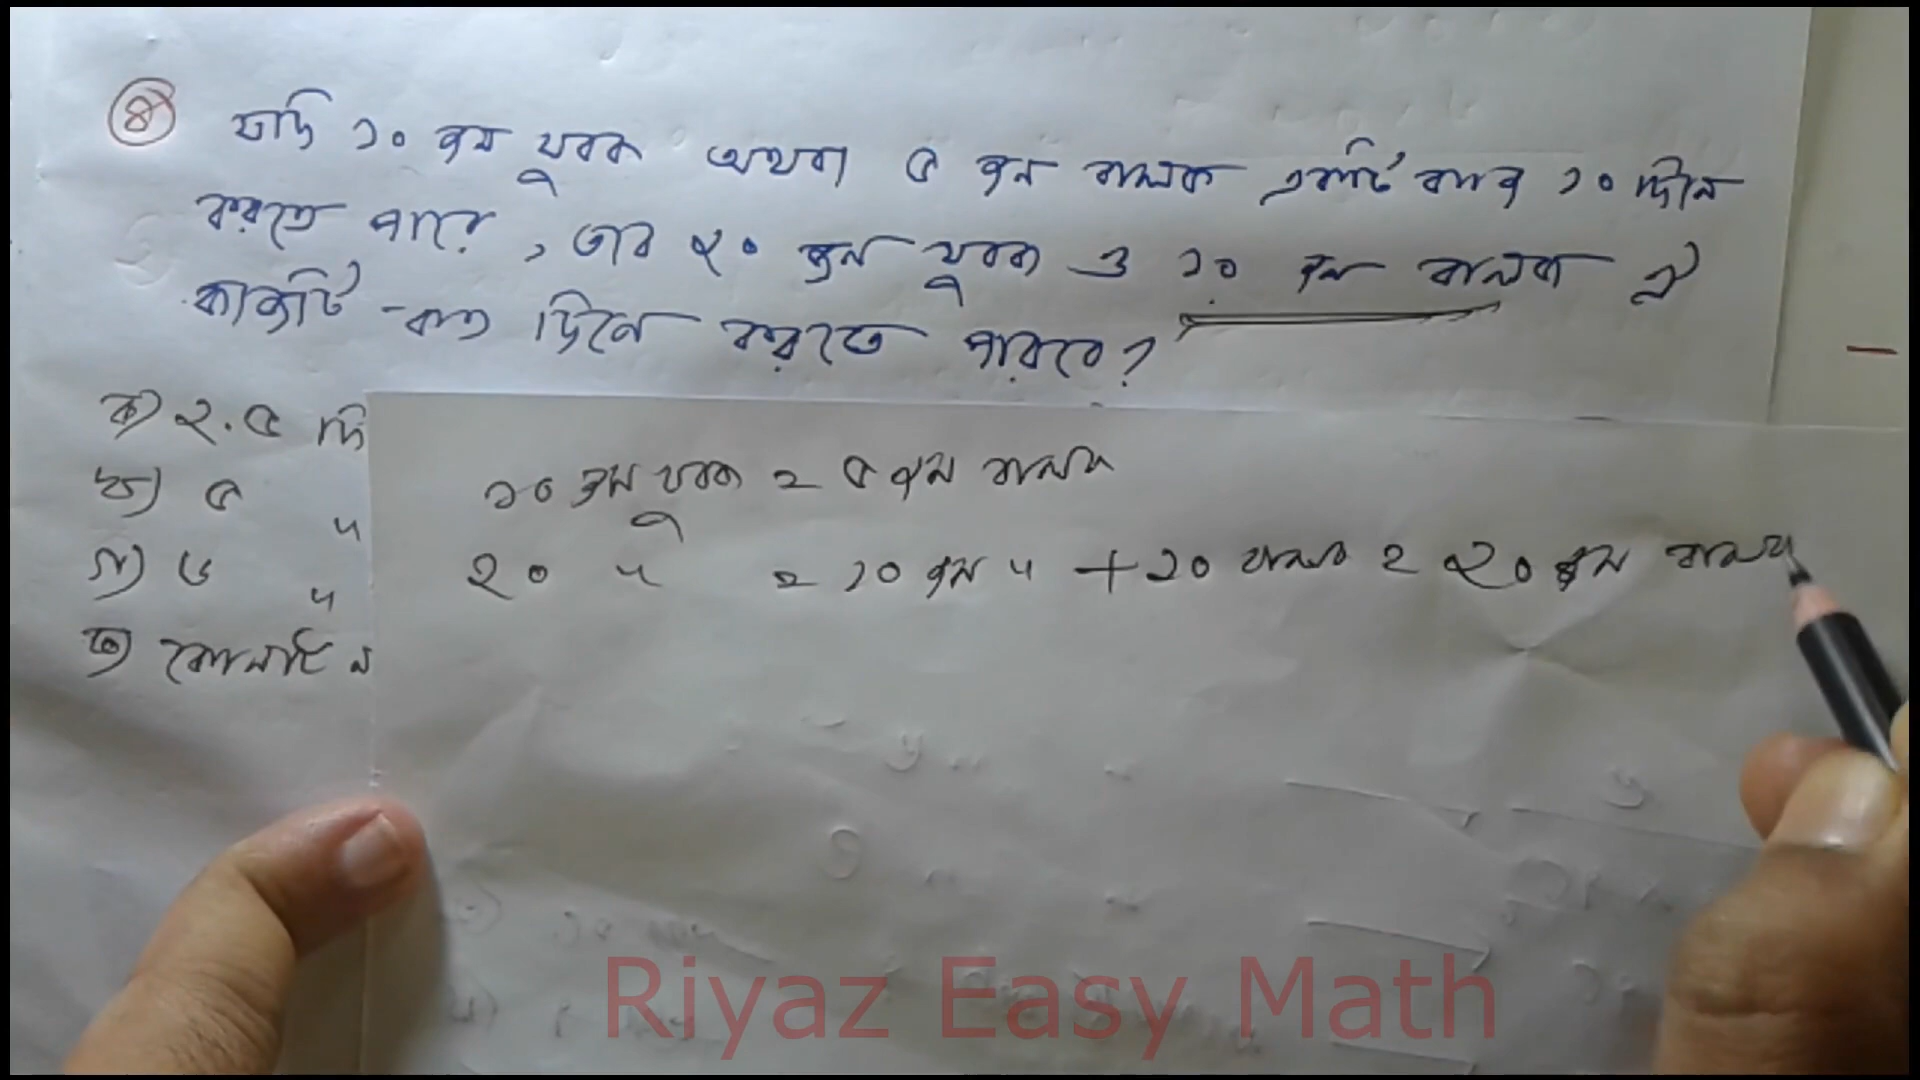 ৪ যদি ১০ জন যুবক অথবা ৫ জন বালক একটি কাজ ১০ দিনে
করতে পারে, তবে ২০ জন যুবক ও ১০ জন বালক ঐ
কাজটি কত দিনে করতে পারবে?
ক) ২.৫ দি
খ) ৫ "
গ) ৬ "
ঘ) কোনটি ন
১০ জন যুবক = ৫ জন বালক
২০ " = ১০ জন " + ১০ বালক = ২০ জন বালক
Riyaz Easy Math